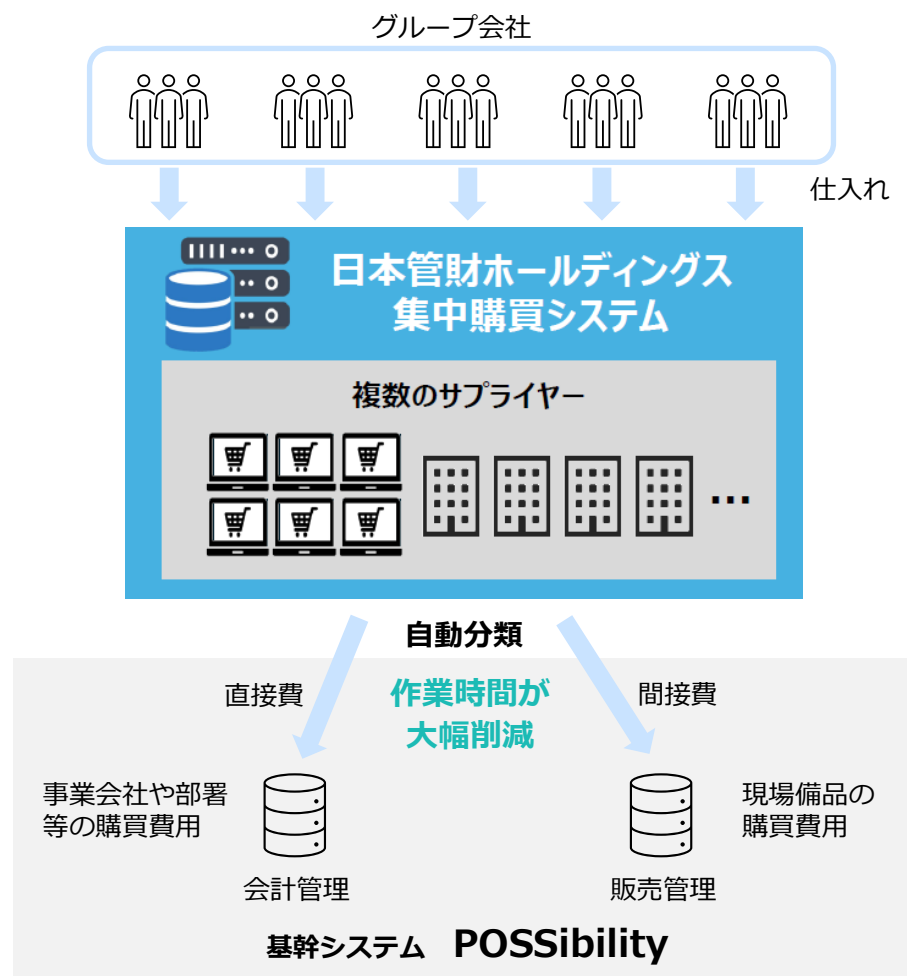 グループ会社
仕入れ
日本管財ホールディングス
集中購買システム
複数のサプライヤー
...
自動分類
直接費
作業時間が
大幅削減
間接費
事業会社や部署
等の購買費用
現場備品の
購買費用
会計管理
販売管理
基幹システム POSSibility